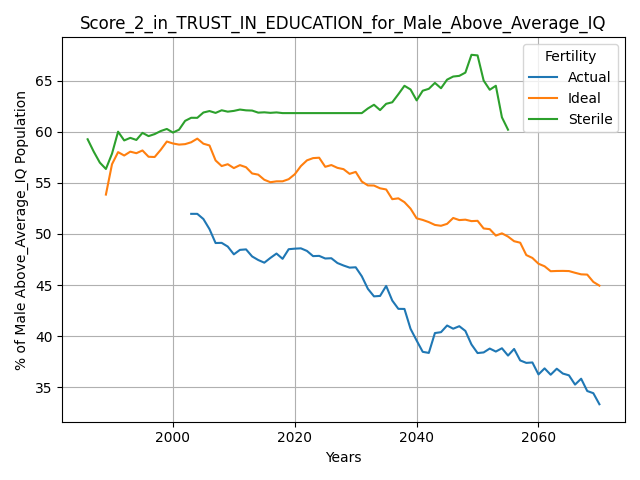 Score_2_in_TRUST_IN_EDUCATION_for_Male_Above_Average_IQ
% of Male Above_Average_IQ Population
65
60
55
50
45
40
35
Fertility
Actual
Ideal
Sterile
2000 2020 2040 2060
Years